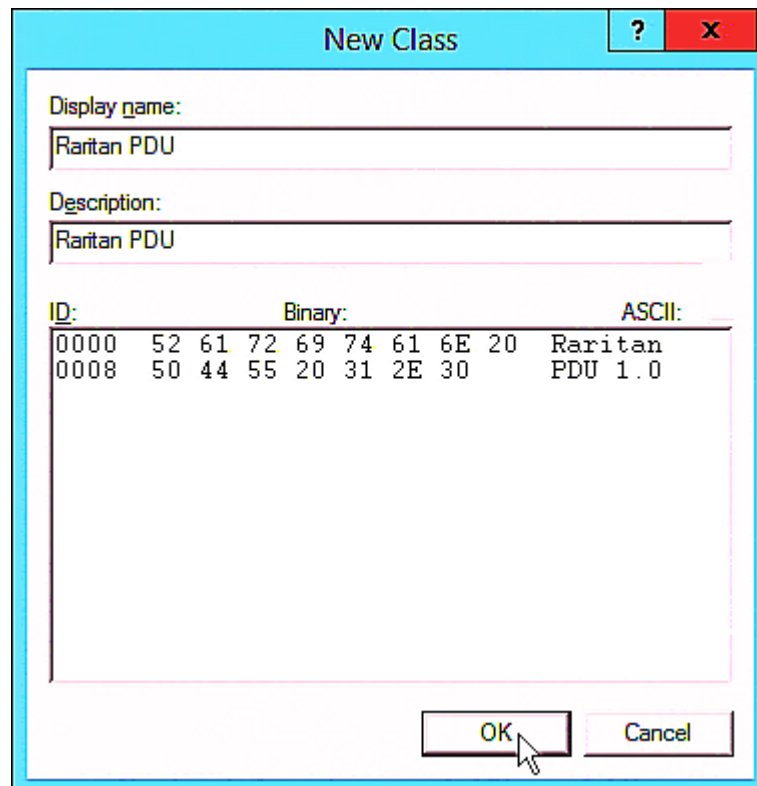 New Class
?
x
Display name:
Raritan PDU
Description:
Raritan PDU
ID: Binary: ASCII:
0000 52 61 72 69 74 61 6E 20 Raritan
0008 50 44 55 20 31 2E 30 PDU 1.0
OK
Cancel